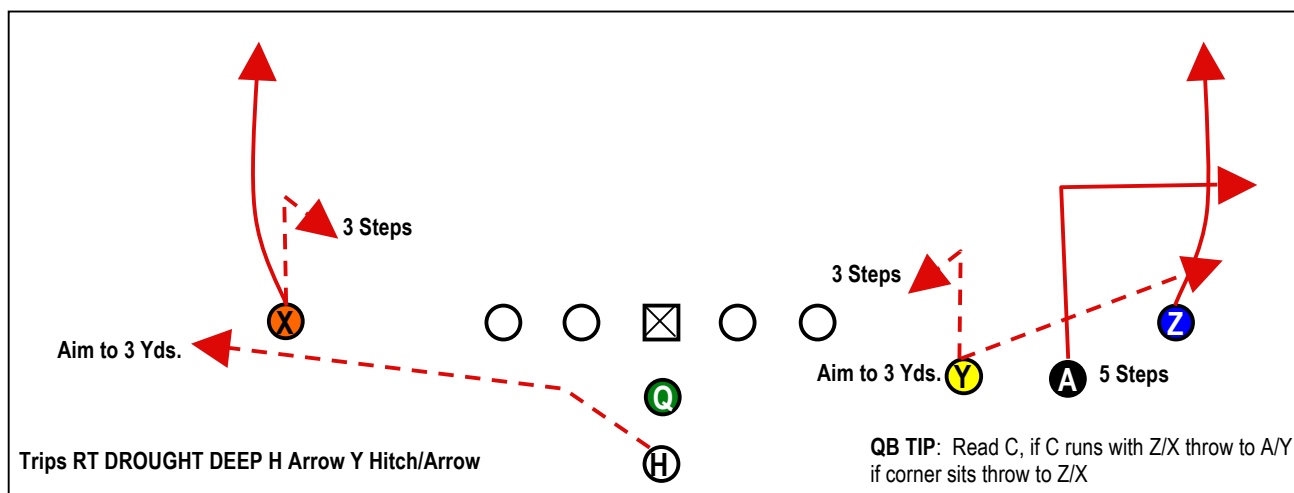 3 Steps
3 Steps
X
Z
Aim to 3 Yds.
Aim to 3 Yds.
Y
A
5 Steps
Q
H
Trips RT DROUGHT DEEP H Arrow Y Hitch/Arrow
QB TIP: Read C, if C runs with Z/X throw to A/Y
if corner sits throw to Z/X